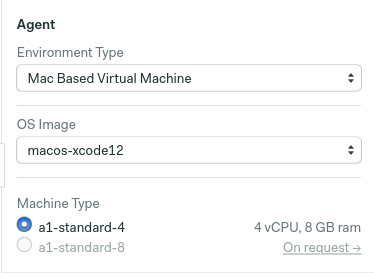 Agent
Environment Type
Mac Based Virtual Machine
OS Image
macos-xcode12
Machine Type
a1-standard-4 4 vCPU, 8 GB ram
a1-standard-8 On request →